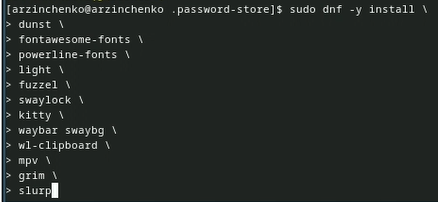 [arzinchenko@arzinchenko .password-store]$ sudo dnf -y install \
> dunst \
> fontawesome-fonts \
> powerline-fonts \
> light \
> fuzzel \
> swaylock \
> kitty \
> waybar swaybg \
> wl-clipboard \
> mpv \
> grim \
> slurp